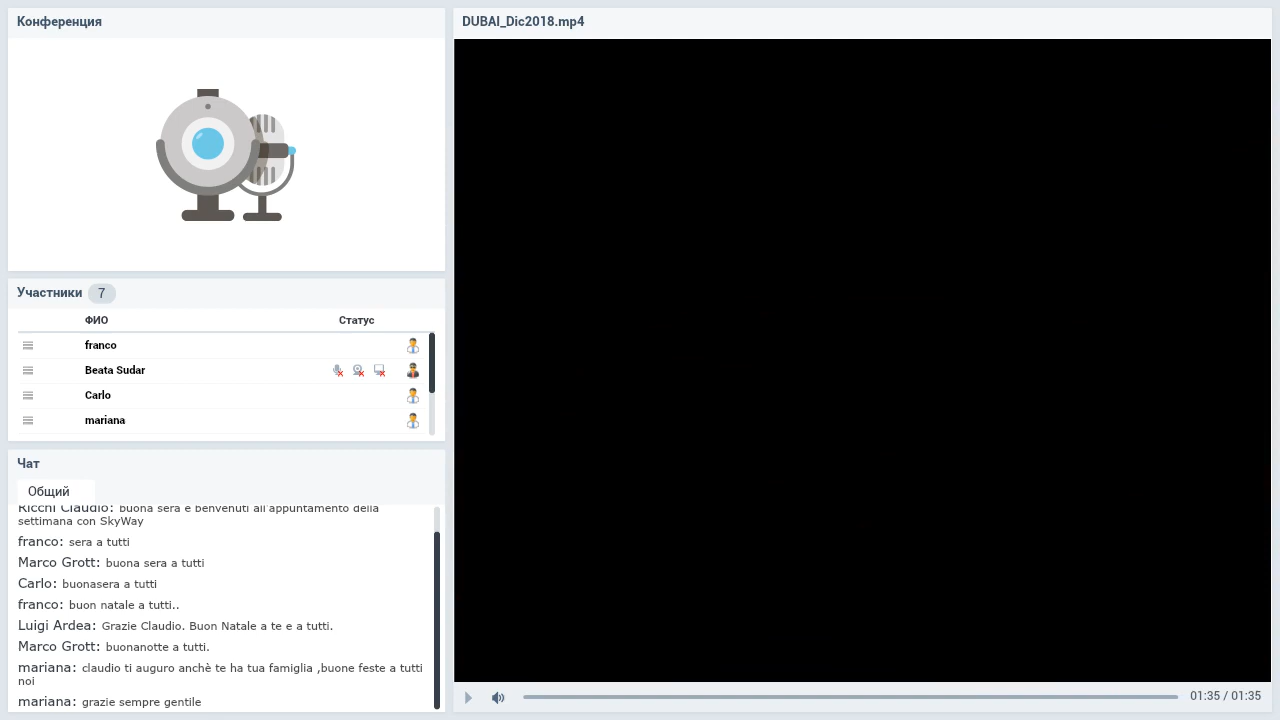 Конференция
DUBAI_Dic2018.mp4
Участники 7
ФИО Статус
franco
Beata Sudar
Carlo
mariana
Чат
Общий
Ricchi Claudio: buona sera e benvenuti all'appuntamento della
settimana con SkyWay
franco: sera a tutti
Marco Grott: buona sera a tutti
Carlo: buonasera a tutti
franco: buon natale a tutti..
Luigi Ardea: Grazie Claudio. Buon Natale a te e a tutti.
Marco Grott: buonanotte a tutti.
mariana: claudio ti auguro anchè te ha tua famiglia ,buone feste a tutti
noi
mariana: grazie sempre gentile
01:35 / 01:35